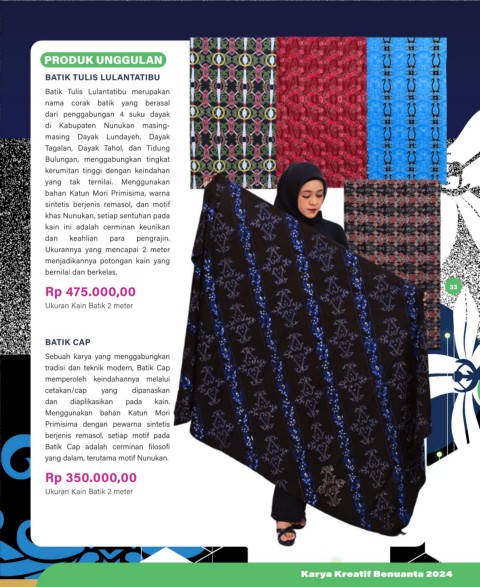 PRODUK UNGGULAN
BATIK TULIS LULANTATIBU
Batik Tulis Lulantatibu merupakan
nama corak batik yang berasal
dari penggabungan 4 suku dayak
di Kabupaten Nunukan masing-
masing Dayak Lundayeh, Dayak
Tagalan, Dayak Tahol, dan Tidung
Bulungan, menggabungkan tingkat
kerumitan tinggi dengan keindahan
yang tak ternilai. Menggunakan
bahan Katun Mori Primisima, warna
sintetis berjenis remasol, dan motif
khas Nunukan, setiap sentuhan pada
kain ini adalah cerminan keunikan
dan keahlian para pengrajin.
Ukurannya yang mencapai 2 meter
menjadikannya potongan kain yang
bernilai dan berkelas.
Rp 475.000,00
Ukuran Kain Batik 2 meter
BATIK CAP
Sebuah karya yang menggabungkan
tradisi dan teknik modern, Batik Cap
memperoleh keindahannya melalui
cetakan/cap yang dipanaskan
dan diaplikasikan pada kain.
Menggunakan bahan Katun Mori
Primisima dengan pewarna sintetis
berjenis remasol, setiap motif pada
Batik Cap adalah cerminan filosofi
yang dalam, terutama motif Nunukan.
Rp 350.000,00
Ukuran Kain Batik 2 meter
33
Karya Kreatif Benuanta 2024